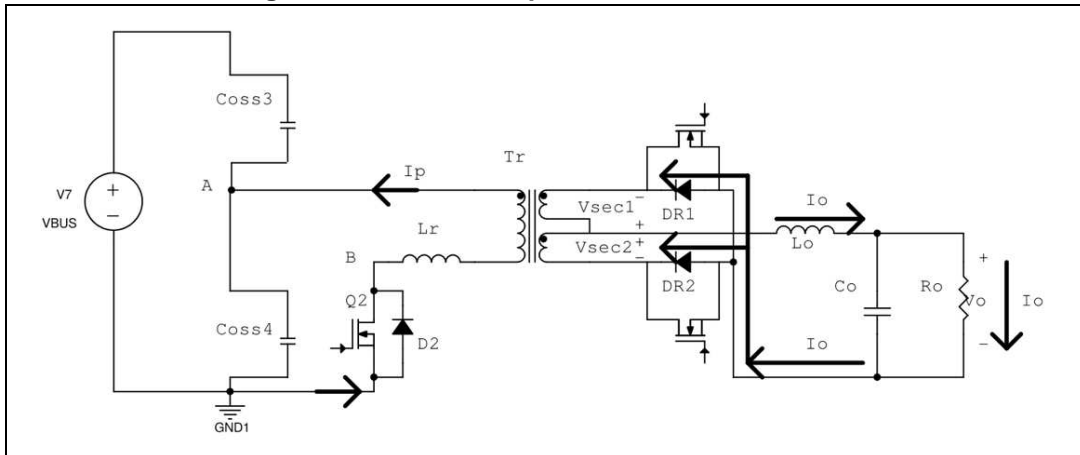 Coss3
Tr
A
Ip
V7
+
−
VBUS
Vsec1
−
DR1
Io
+
Lr
Vsec2
+
−
Lo
B
DR2
+
Q2
Co
Ro
Vo
Io
Coss4
D2
Io
−
GND1